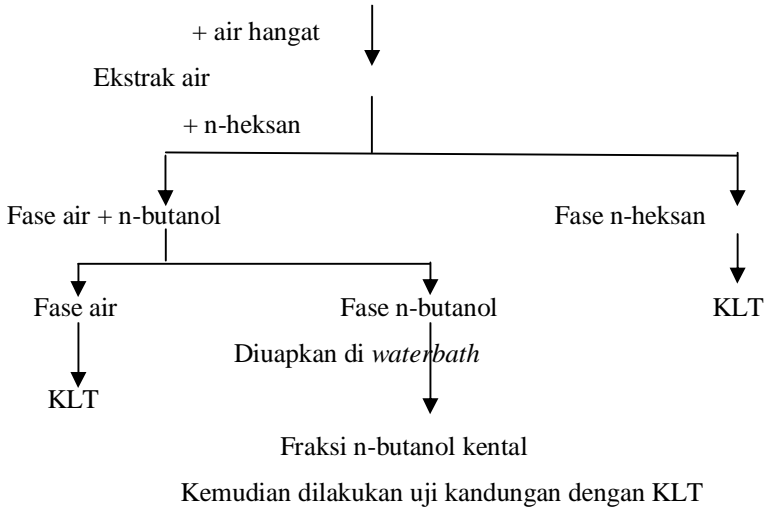 + air hangat
Ekstrak air
+ n-heksan
Fase air + n-butanol
Fase n-heksan
Fase air
Fase n-butanol
KLT
Diuapkan di waterbath
KLT
Fraksi n-butanol kental
Kemudian dilakukan uji kandungan dengan KLT